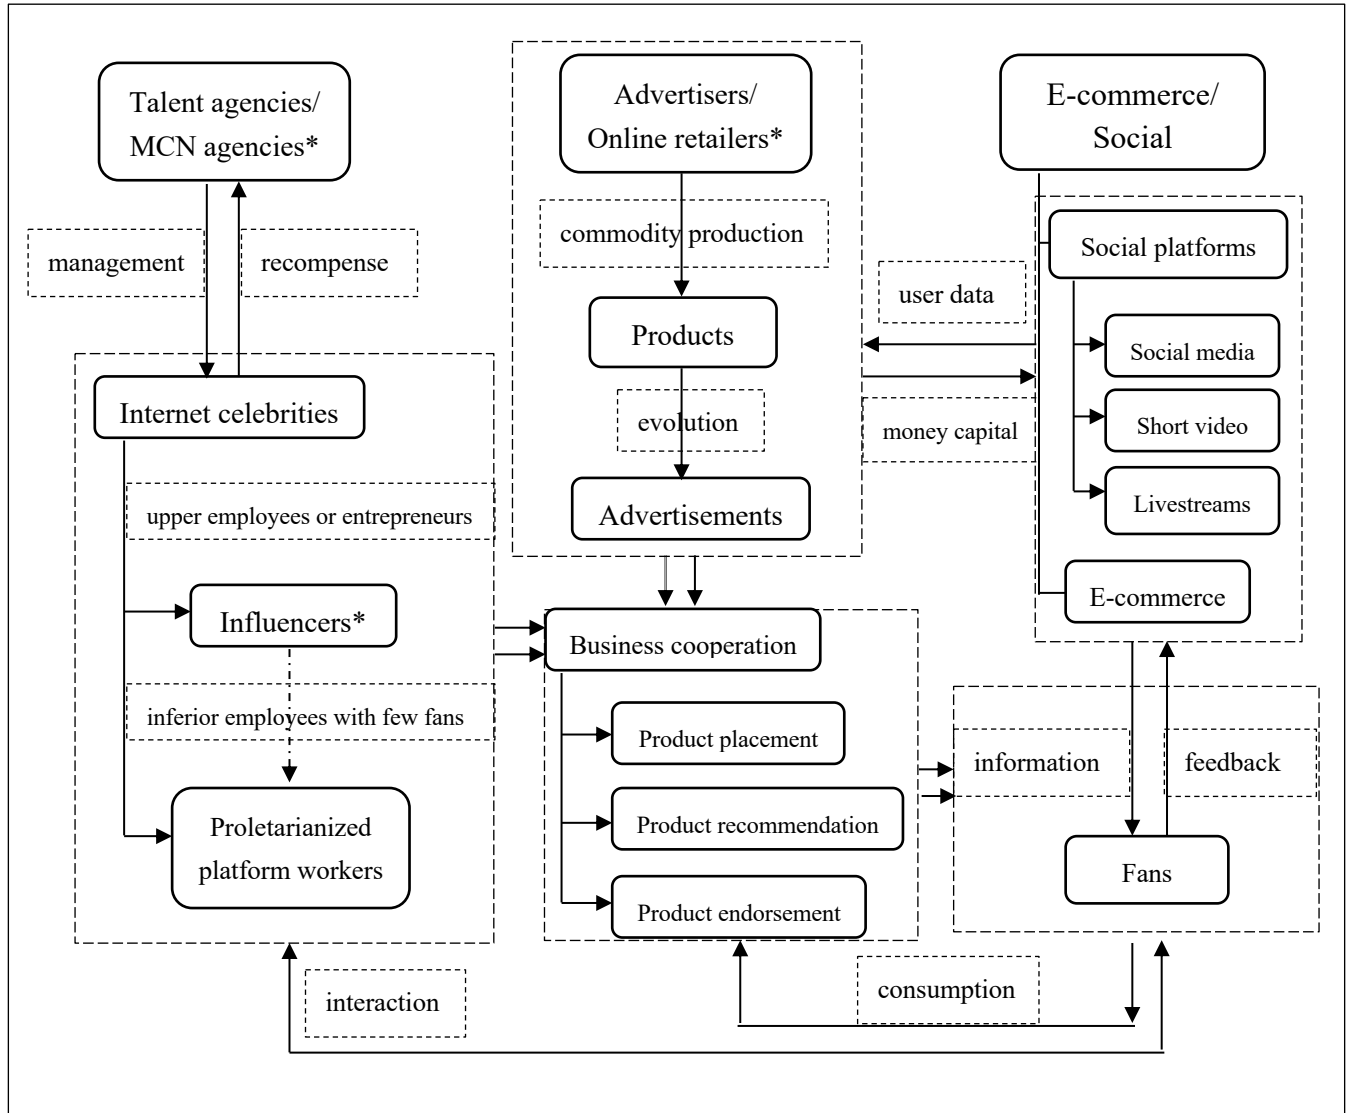 Talent agencies/
MCN agencies*
Advertisers/
Online retailers*
E-commerce/
Social
management
recompense
commodity production
Social platforms
user data
Products
Social media
Internet celebrities
evolution
money capital
Short video
upper employees or entrepreneurs
Advertisements
Livestreams
Influencers*
Business cooperation
E-commerce
inferior employees with few fans
Product placement
information
feedback
Proletarianized
platform workers
Product recommendation
Fans
Product endorsement
interaction
consumption